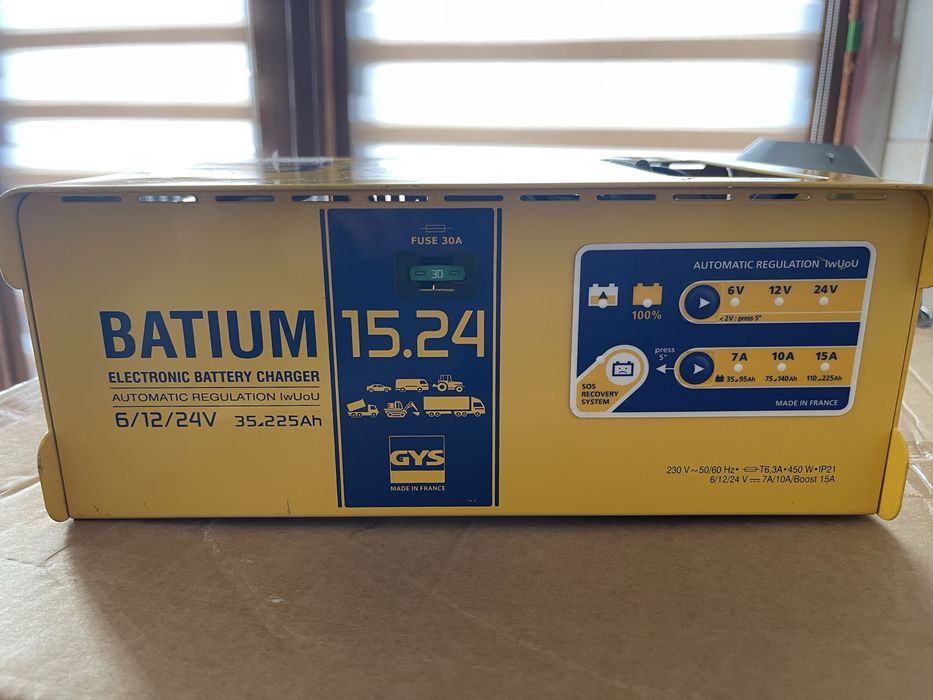 FUSE 30A
30
BATIUM 15.24
ELECTRONIC BATTERY CHARGER
AUTOMATIC REGULATION IwUoU
6/12/24V 35◢225Ah
GYS
MADE IN FRANCE
AUTOMATIC REGULATION IwUoU
100%
6V 12V 24V
< 2V : press 5"
press
5"
7A 10A 15A
35◢95Ah 75◢140Ah 110◢225Ah
SOS
RECOVERY
SYSTEM
MADE IN FRANCE
230 V ~ 50/60 Hz • T6,3A • 450 W • IP21
6/12/24 V ⎓ 7A/10A/Boost 15A